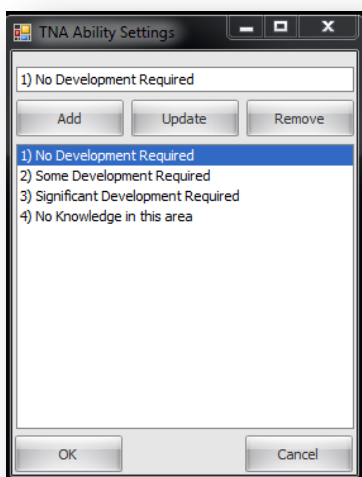 TNA Ability Settings
1) No Development Required
Add Update Remove
1) No Development Required
2) Some Development Required
3) Significant Development Required
4) No Knowledge in this area
OK Cancel